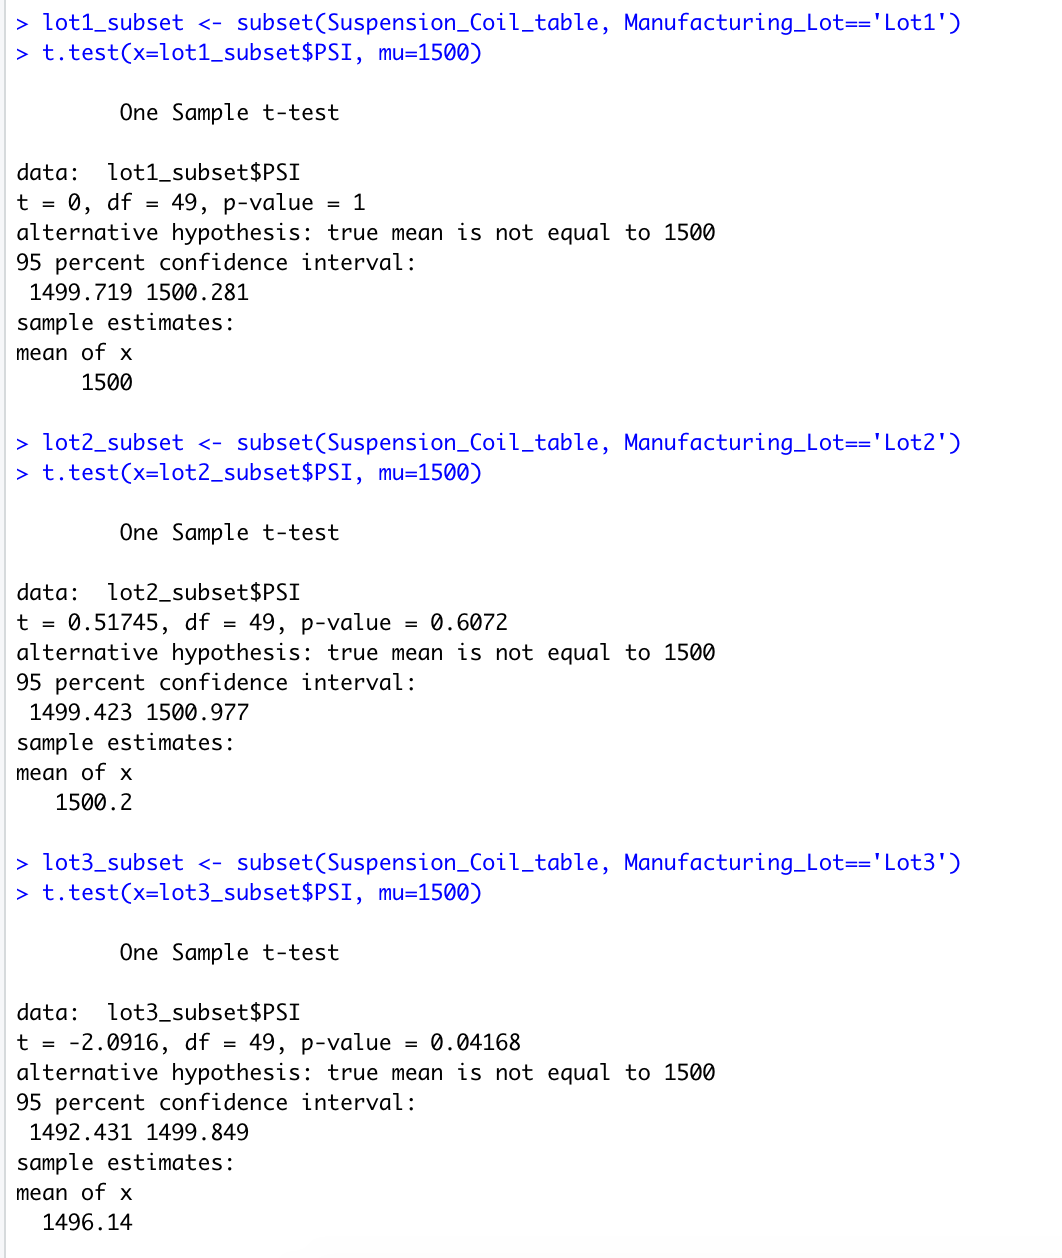 > lot1_subset <- subset(Suspension_Coil_table, Manufacturing_Lot=='Lot1')
> t.test(x=lot1_subset$PSI, mu=1500)
One Sample t-test
data:  lot1_subset$PSI
t = 0, df = 49, p-value = 1
alternative hypothesis: true mean is not equal to 1500
95 percent confidence interval:
1499.719 1500.281
sample estimates:
mean of x
1500
> lot2_subset <- subset(Suspension_Coil_table, Manufacturing_Lot=='Lot2')
> t.test(x=lot2_subset$PSI, mu=1500)
One Sample t-test
data:  lot2_subset$PSI
t = 0.51745, df = 49, p-value = 0.6072
alternative hypothesis: true mean is not equal to 1500
95 percent confidence interval:
1499.423 1500.977
sample estimates:
mean of x
1500.2
> lot3_subset <- subset(Suspension_Coil_table, Manufacturing_Lot=='Lot3')
> t.test(x=lot3_subset$PSI, mu=1500)
One Sample t-test
data:  lot3_subset$PSI
t = -2.0916, df = 49, p-value = 0.04168
alternative hypothesis: true mean is not equal to 1500
95 percent confidence interval:
1492.431 1499.849
sample estimates:
mean of x
1496.14